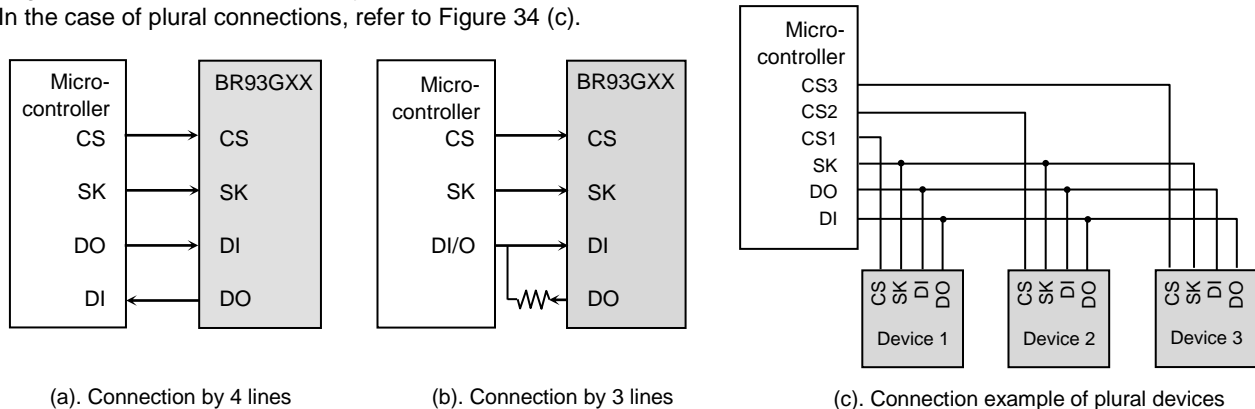 In the case of plural connections, refer to Figure 34 (c).
Micro-
controller
CS
SK
DO
DI
BR93GXX
CS
SK
DI
DO
(a). Connection by 4 lines
Micro-
controller
CS
SK
DI/O
BR93GXX
CS
SK
DI
DO
(b). Connection by 3 lines
Micro-
controller
CS3
CS2
CS1
SK
DO
DI
CS
SK
DI
DO
Device 1
CS
SK
DI
DO
Device 2
CS
SK
DI
DO
Device 3
(c). Connection example of plural devices